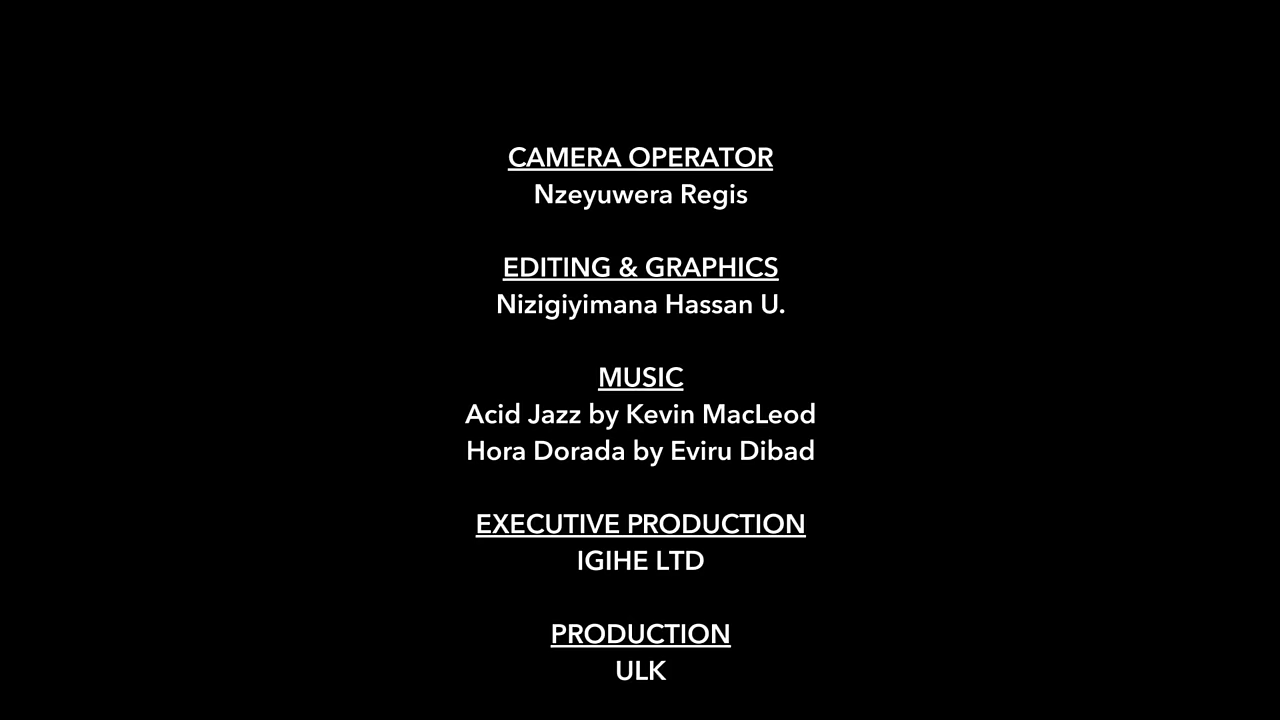 CAMERA OPERATOR
Nzeyuwera Regis
EDITING & GRAPHICS
Nizigiyimana Hassan U.
MUSIC
Acid Jazz by Kevin MacLeod
Hora Dorada by Eviru Dibad
EXECUTIVE PRODUCTION
IGIHE LTD
PRODUCTION
ULK